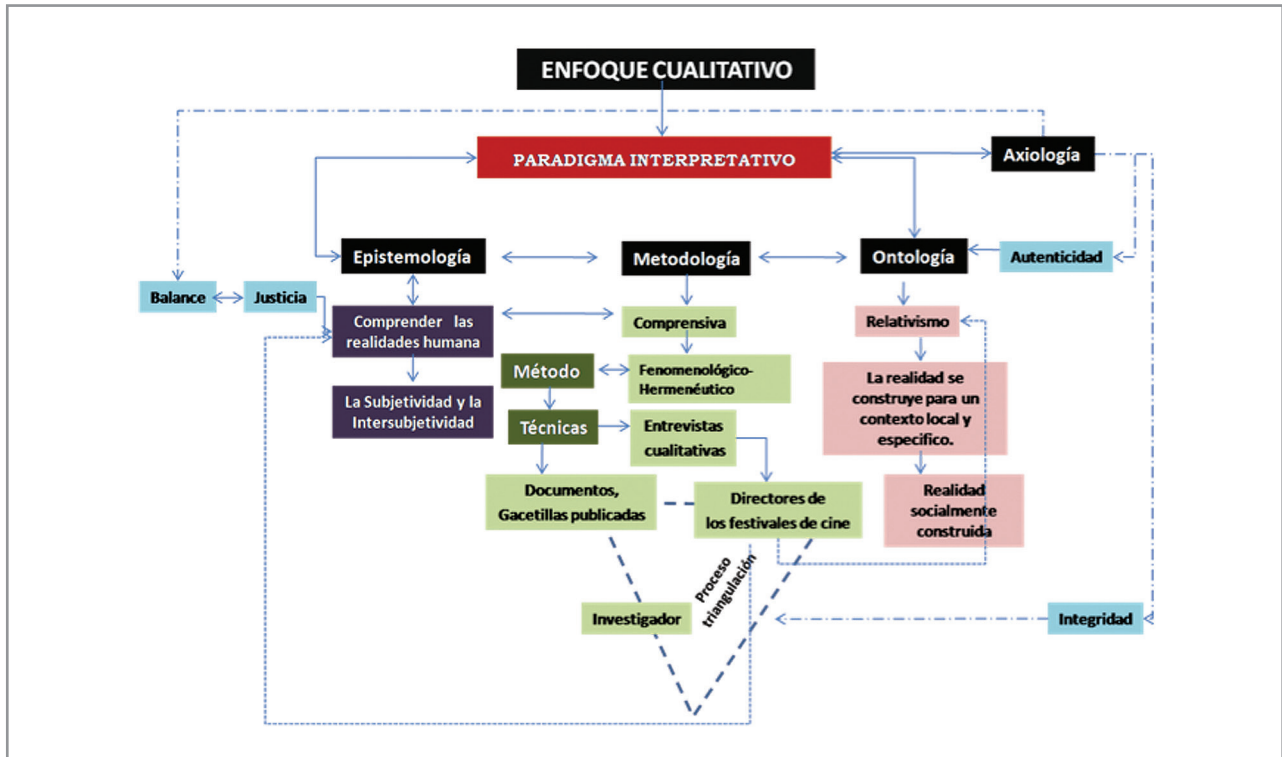 ENFOQUE CUALITATIVO
PARADIGMA INTERPRETATIVO
Axiología
Epistemología
Metodología
Ontología
Autenticidad
Balance
Justicia
Comprender las
realidades humana
Comprensiva
Relativismo
Método
Fenomenológico-
Hermenéutico
La realidad se
construye para un
contexto local y
especifico.
La Subjetividad y la
Intersubjetividad
Técnicas
Entrevistas
cualitativas
Documentos,
Gacetillas publicadas
Directores de
los festivales de cine
Realidad
socialmente
construida
Proceso
triangulación
Investigador
Integridad